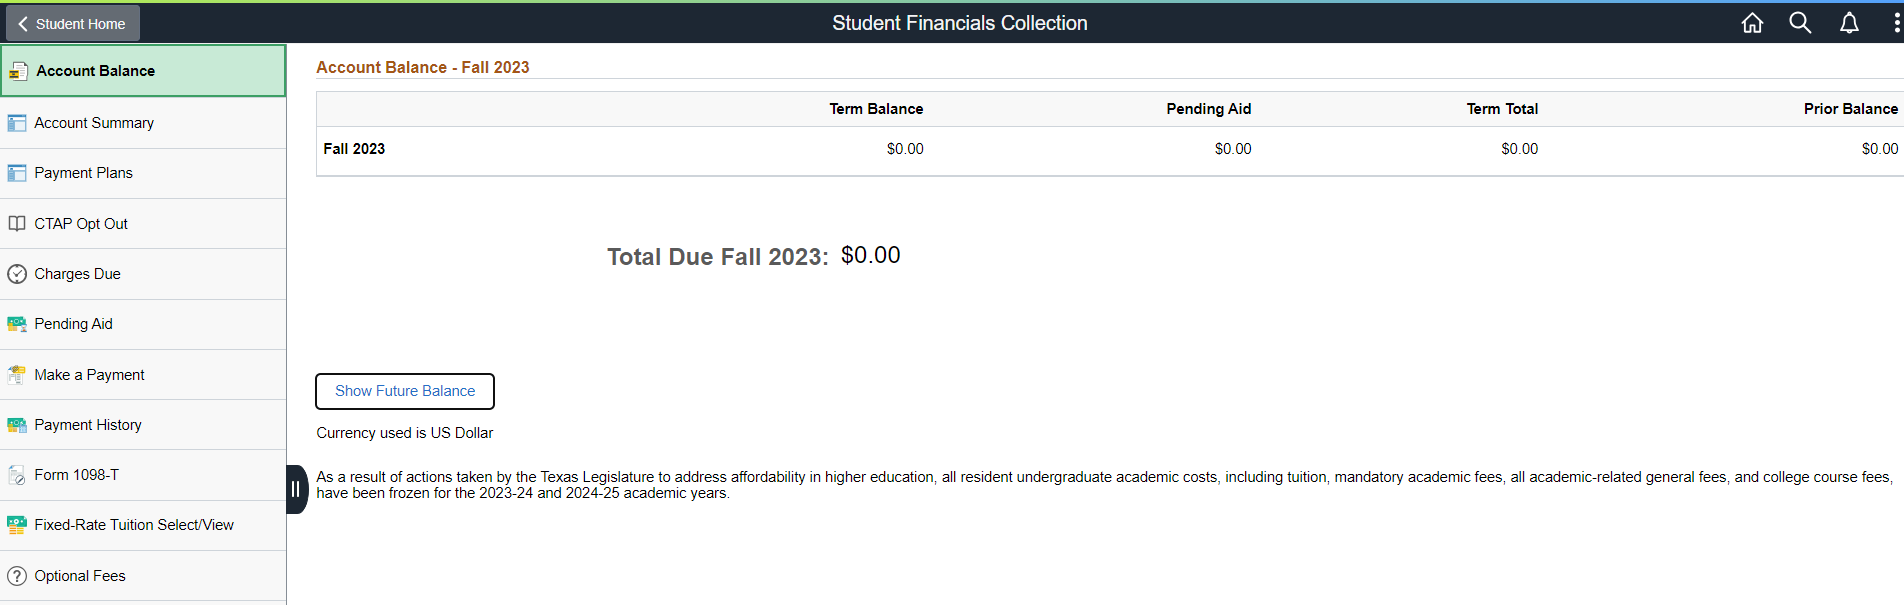 Student Home
Student Financials Collection
Account Balance
Account Summary
Payment Plans
CTAP Opt Out
Charges Due
Pending Aid
Make a Payment
Payment History
Form 1098-T
Fixed-Rate Tuition Select/View
Optional Fees
Account Balance - Fall 2023
Term Balance Pending Aid Term Total Prior Balance
Fall 2023 $0.00 $0.00 $0.00 $0.00
Total Due Fall 2023: $0.00
Show Future Balance
Currency used is US Dollar
As a result of actions taken by the Texas Legislature to address affordability in higher education, all resident undergraduate academic costs, including tuition, mandatory academic fees, all academic-related general fees, and college course fees,
have been frozen for the 2023-24 and 2024-25 academic years.